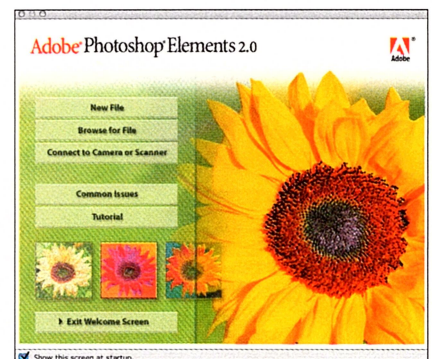 Adobe® Photoshop® Elements 2.0
Adobe®
New File
Browse for File
Connect to Camera or Scanner
Common Issues
Tutorial
Exit Welcome Screen
Show this screen at startup